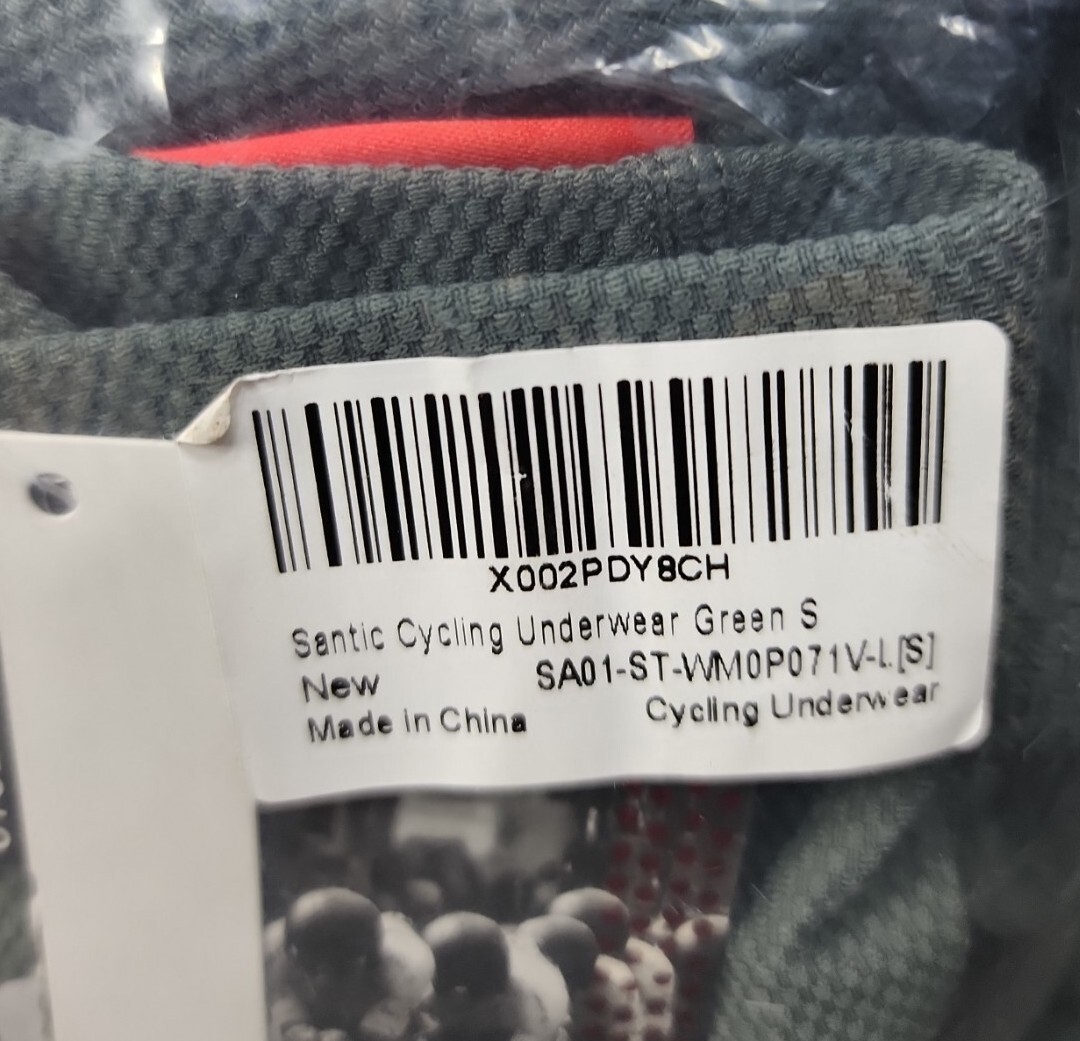 X002PDY8CH
Santic Cycling Underwear Green S
New SA01-ST-WM0P071V-L[S]
Made in China Cycling Underwear